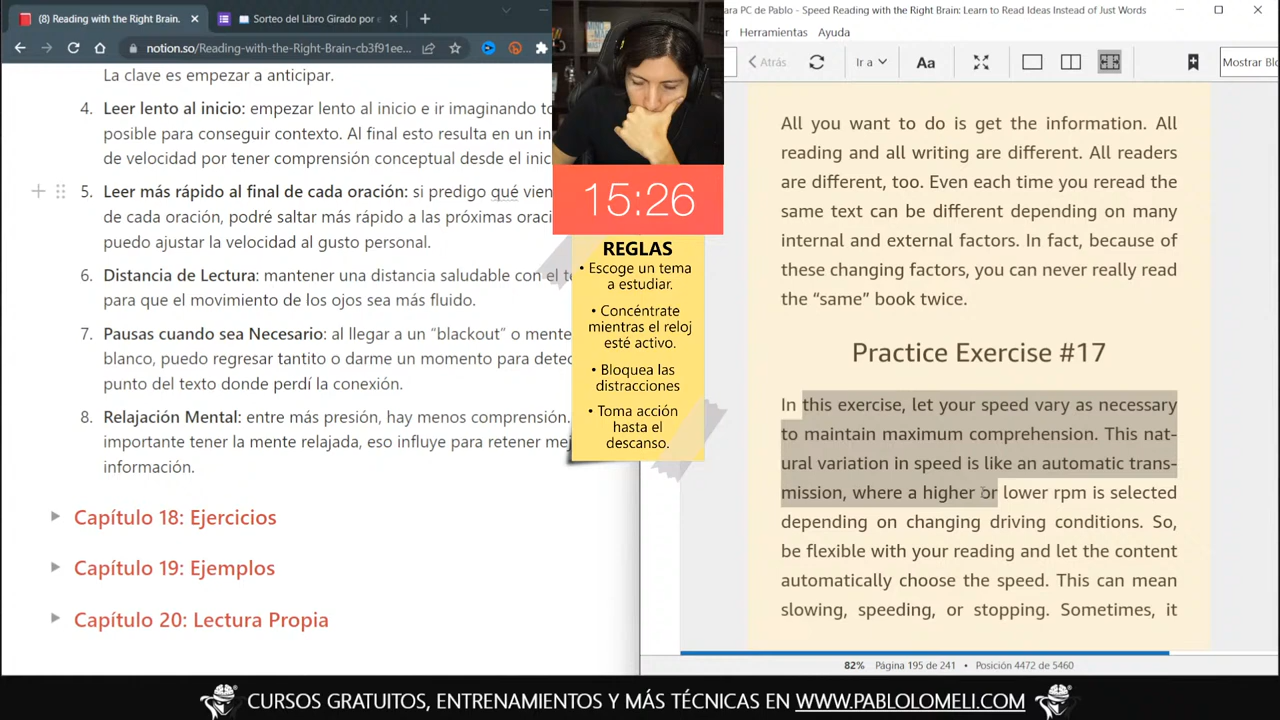 (8) Reading with the Right Brain.
Sorteo del Libro Girado por
notion.so/Reading-with-the-Right-Brain-cb3f91ee...
La clave es empezar a anticipar.
4. Leer lento al inicio: empezar lento al inicio e ir imaginando
posible para conseguir contexto. Al final esto resulta en un
de velocidad por tener comprensión conceptual desde el
5. Leer más rápido al final de cada oración: si predigo qué
de cada oración, podré saltar más rápido a las próximas
puedo ajustar la velocidad al gusto personal.
6. Distancia de Lectura: mantener una distancia saludable con el
para que el movimiento de los ojos sea más fluido.
7. Pausas cuando sea Necesario: al llegar a un “blackout” o mente
blanco, puedo regresar tantito o darme un momento para
punto del texto donde perdí la conexión.
8. Relajación Mental: entre más presión, hay menos comprensión.
importante tener la mente relajada, eso influye para retener
información.
Capítulo 18: Ejercicios
Capítulo 19: Ejemplos
Capítulo 20: Lectura Propia
15:26
REGLAS
• Escoge un tema
a estudiar.
• Concéntrate
mientras el reloj
esté activo.
• Bloquea las
distracciones
• Toma acción
hasta el
descanso.
para PC de Pablo - Speed Reading with the Right Brain: Learn to Read Ideas Instead of Just Words
Herramientas Ayuda
Atrás
Ir a
Aa
Mostrar
All you want to do is get the information. All
reading and all writing are different. All readers
are different, too. Even each time you reread the
same text can be different depending on many
internal and external factors. In fact, because of
these changing factors, you can never really read
the “same” book twice.
Practice Exercise #17
In this exercise, let your speed vary as necessary
to maintain maximum comprehension. This nat-
ural variation in speed is like an automatic trans-
mission, where a higher or lower rpm is selected
depending on changing driving conditions. So,
be flexible with your reading and let the content
automatically choose the speed. This can mean
slowing, speeding, or stopping. Sometimes, it
82% Página 195 de 241 • Posición 4472 de 5460
CURSOS GRATUITOS, ENTRENAMIENTOS Y MÁS TÉCNICAS EN WWW.PABLOLOMELI.COM